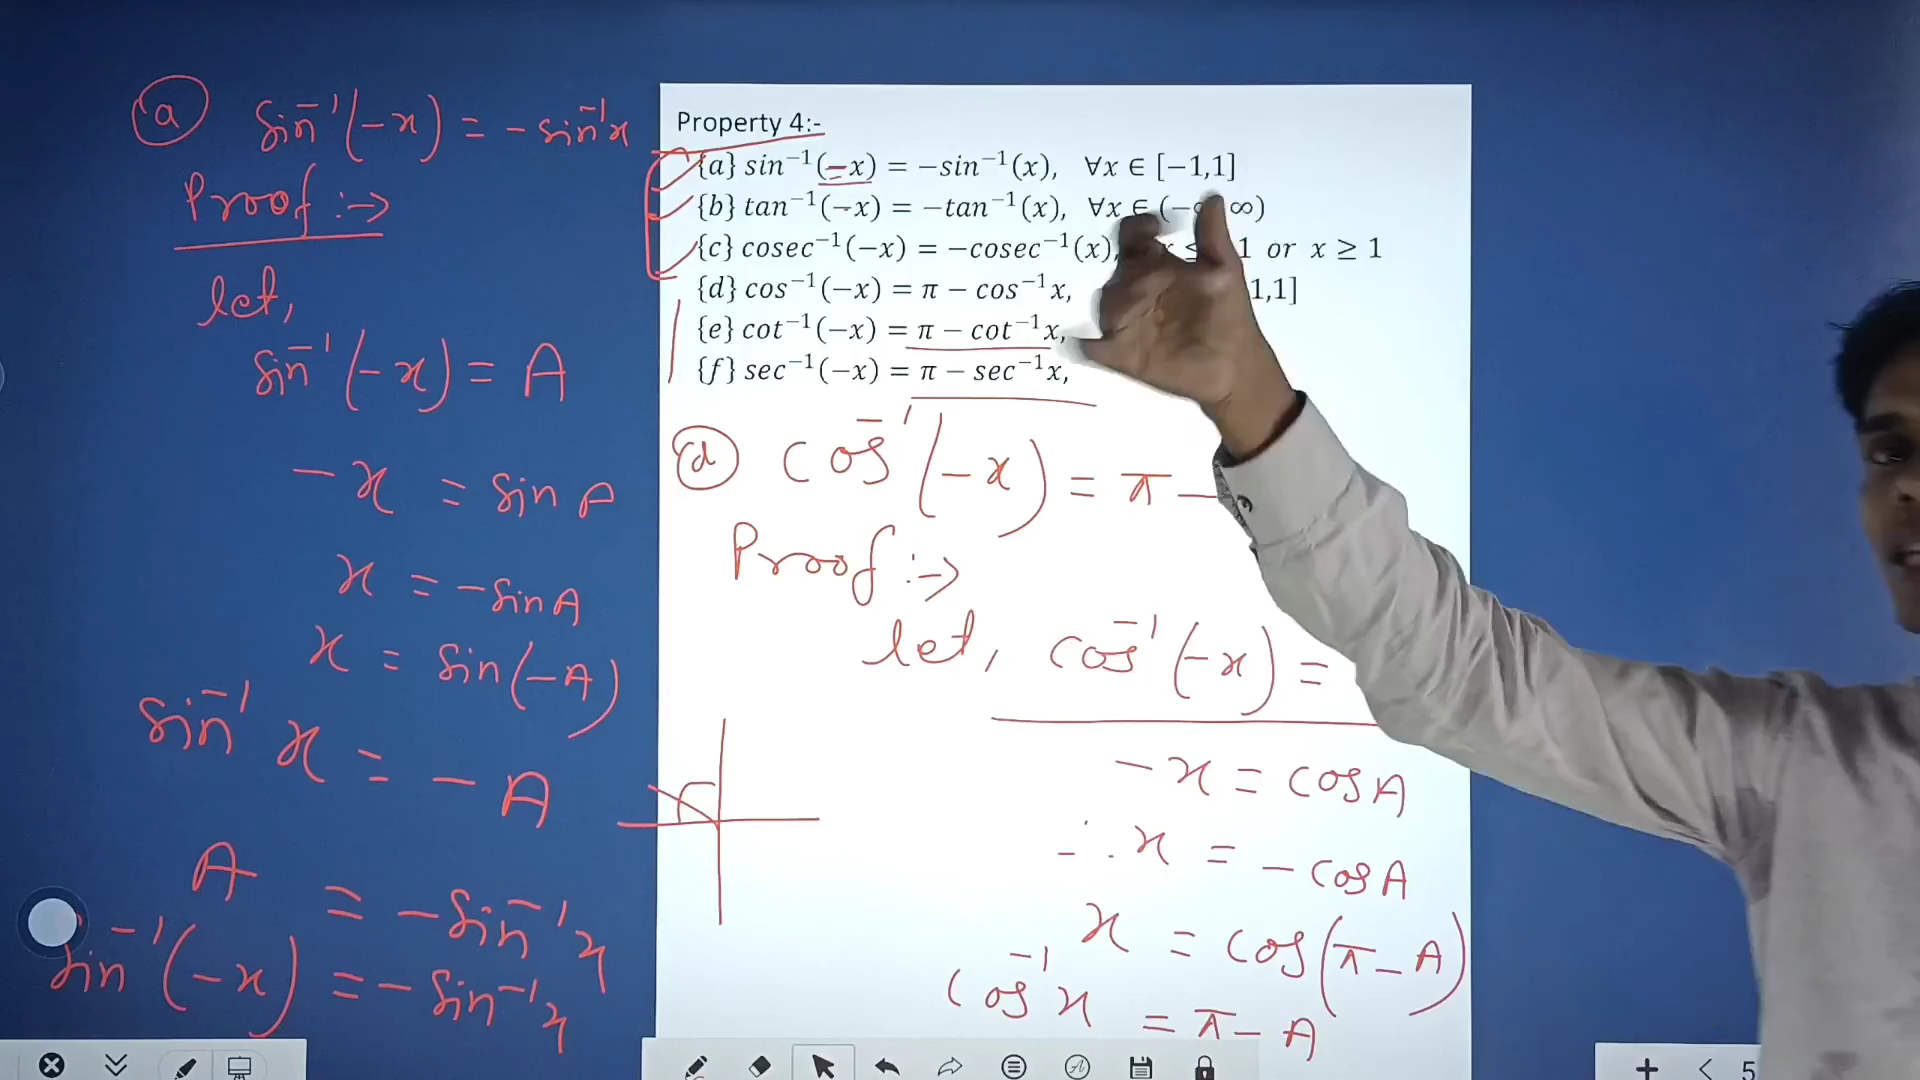 Property 4:-
{a} sin⁻¹(−x) = −sin⁻¹(x), ∀x ∈ [−1,1]
{b} tan⁻¹(−x) = −tan⁻¹(x), ∀x ∈ (− ∞)
{c} cosec⁻¹(−x) = −cosec⁻¹(x), 1 or x ≥ 1
{d} cos⁻¹(−x) = π − cos⁻¹x, 1,1]
{e} cot⁻¹(−x) = π − cot⁻¹x,
{f} sec⁻¹(−x) = π − sec⁻¹x,
(a) sin⁻¹(−x) = −sin⁻¹x
Proof :→
let,
sin⁻¹(−x) = A
−x = sin A
x = −sin A
x = sin(−A)
sin⁻¹ x = −A
A = −sin⁻¹x
sin⁻¹(−x) = −sin⁻¹x
(d) cos⁻¹(−x) = π −
Proof :→
let, cos⁻¹(−x) =
−x = cos A
∴ x = −cos A
x = cos(π − A)
cos⁻¹ x = π − A
5